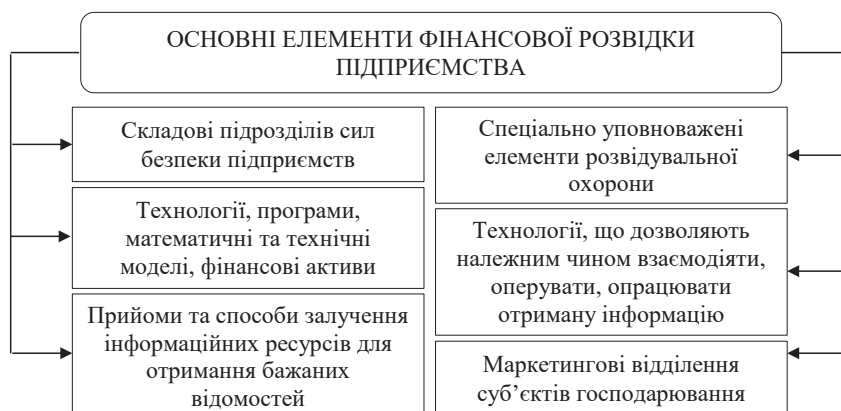 ОСНОВНІ ЕЛЕМЕНТИ ФІНАНСОВОЇ РОЗВІДКИ
ПІДПРИЄМСТВА
Складові підрозділів сил
безпеки підприємств
Технології, програми,
математичні та технічні
моделі, фінансові активи
Прийоми та способи залучення
інформаційних ресурсів для
отримання бажаних
відомостей
Спеціально уповноважені
елементи розвідувальної
охорони
Технології, що дозволяють
належним чином взаємодіяти,
оперувати, опрацювати
отриману інформацію
Маркетингові відділення
суб’єктів господарювання